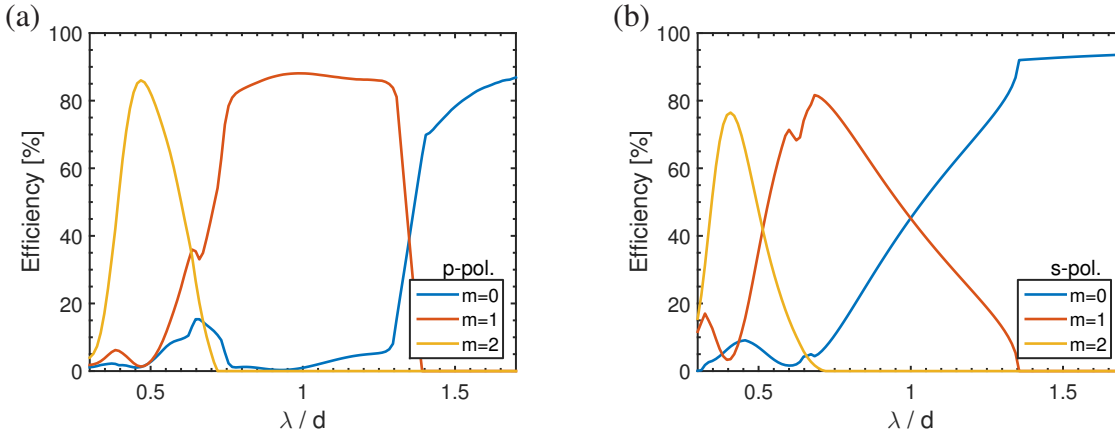 (a)
100
80
60
40
20
0
Efficiency [%]
0.5
1
1.5
λ / d
p-pol.
m=0
m=1
m=2
(b)
100
80
60
40
20
0
Efficiency [%]
0.5
1
1.5
λ / d
s-pol.
m=0
m=1
m=2